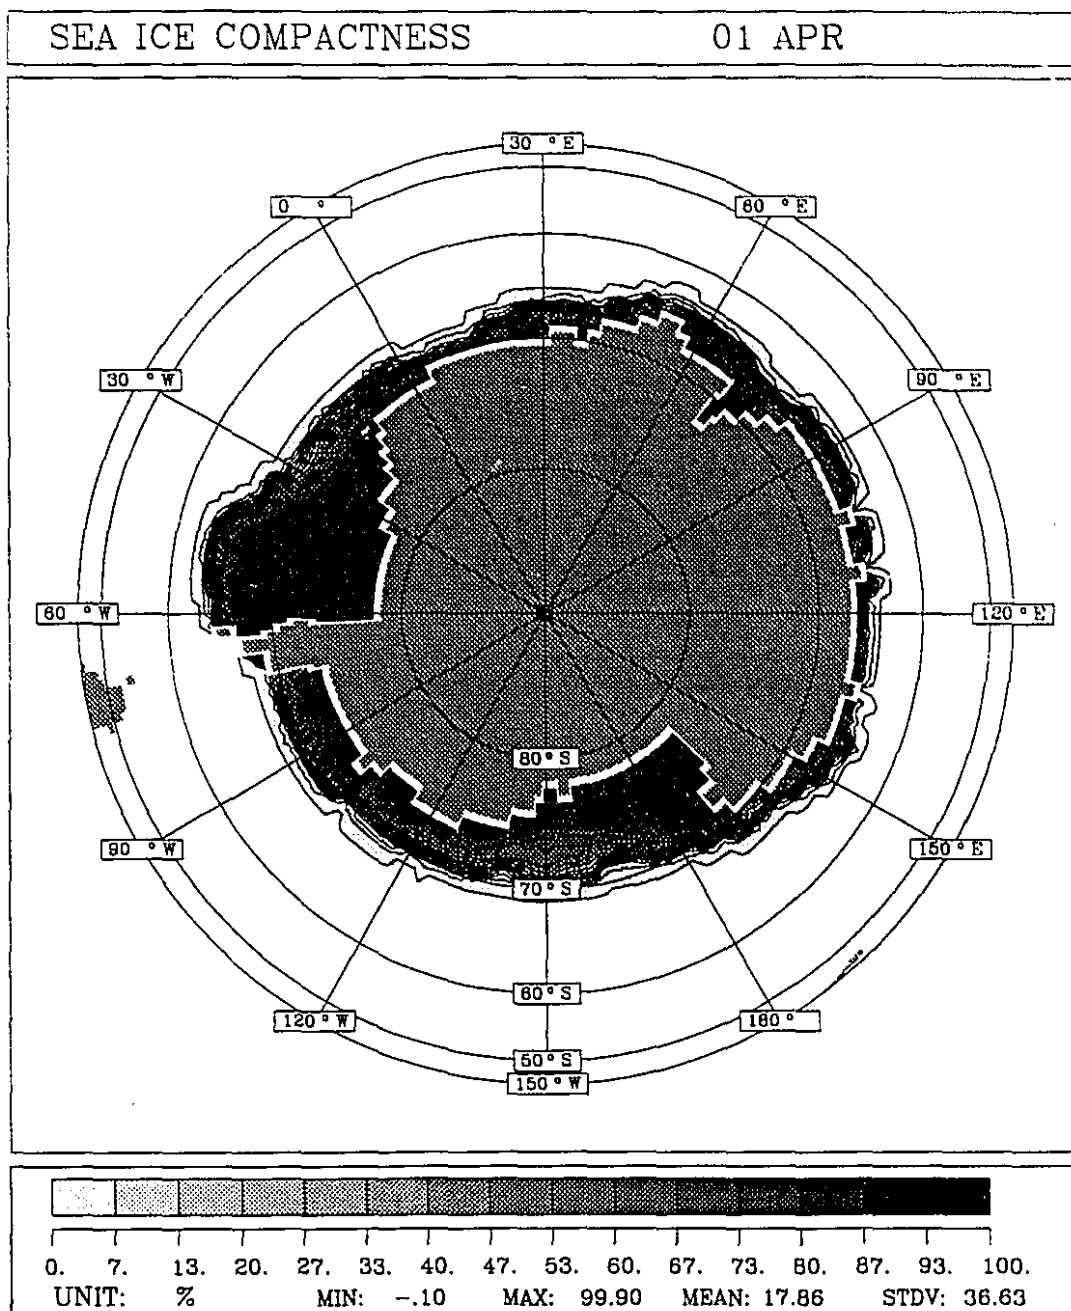 SEA ICE COMPACTNESS 01 APR
30 °E
0 °
60 °E
30 °W
90 °E
60 °W
120°E
80°S
90 °W
150°E
70°S
60°S
120°W
180°
50°S
150°W
0. 7. 13. 20. 27. 33. 40. 47. 53. 60. 67. 73. 80. 87. 93. 100.
UNIT: % MIN: -.10 MAX: 99.90 MEAN: 17.86 STDV: 36.63